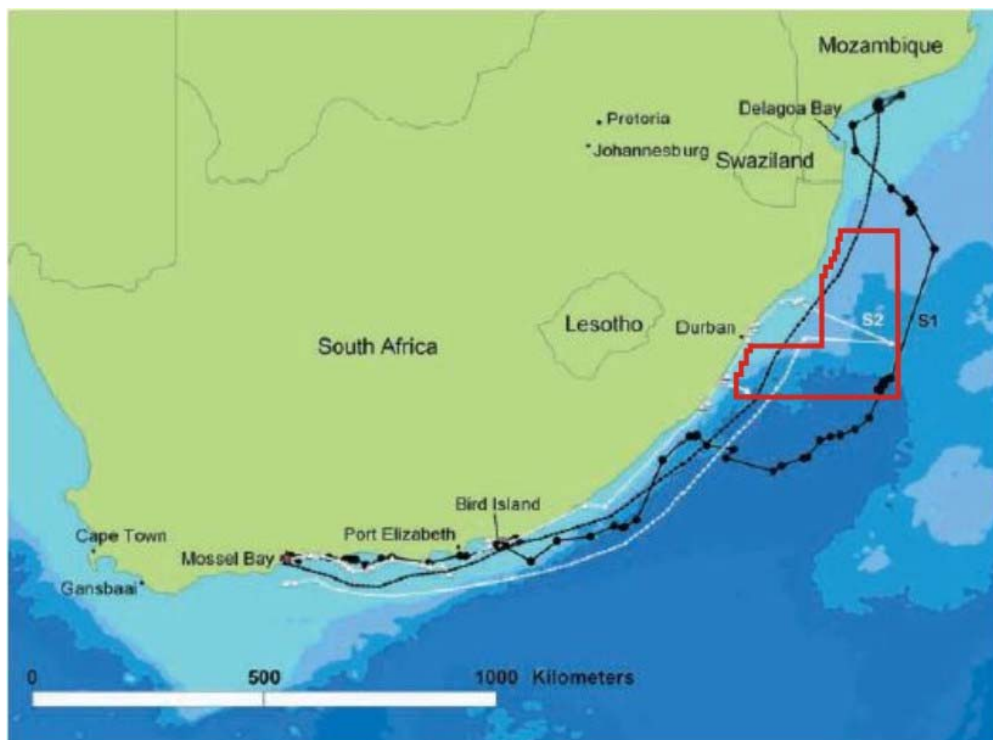 Mozambique
Delagoa Bay
Pretoria
Johannesburg
Swaziland
Lesotho
Durban
S2
S1
South Africa
Bird Island
Port Elizabeth
Cape Town
Mossel Bay
Gansbaai
0 500 1000 Kilometers